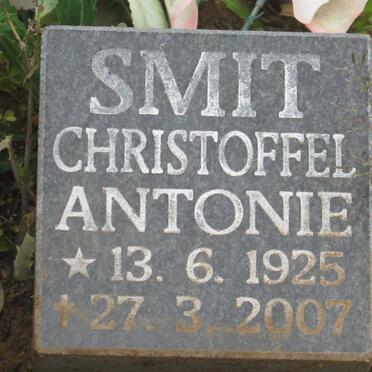 SMIT
CHRISTOFFEL
ANTONIE
★ 13. 6. 1925
✝ 27. 3. 2007